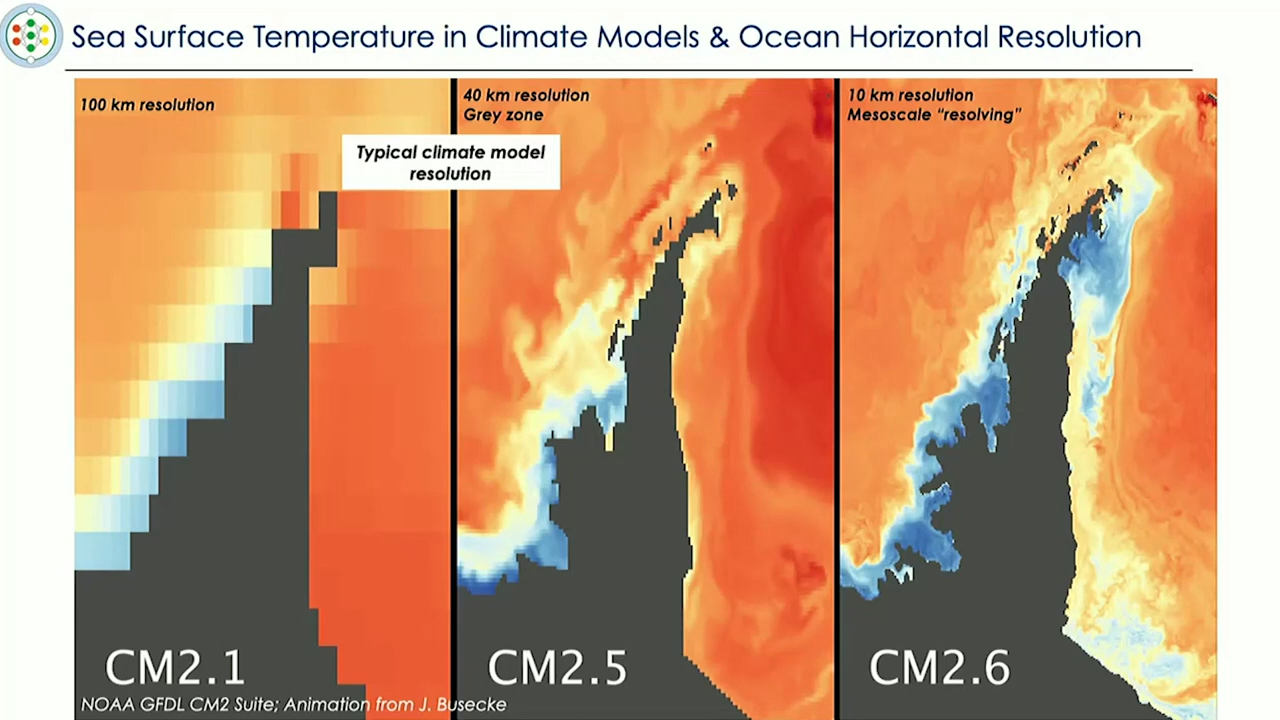 Sea Surface Temperature in Climate Models & Ocean Horizontal Resolution
100 km resolution
40 km resolution
Grey zone
10 km resolution
Mesoscale “resolving”
Typical climate model
resolution
CM2.1
CM2.5
CM2.6
NOAA GFDL CM2 Suite; Animation from J. Busecke